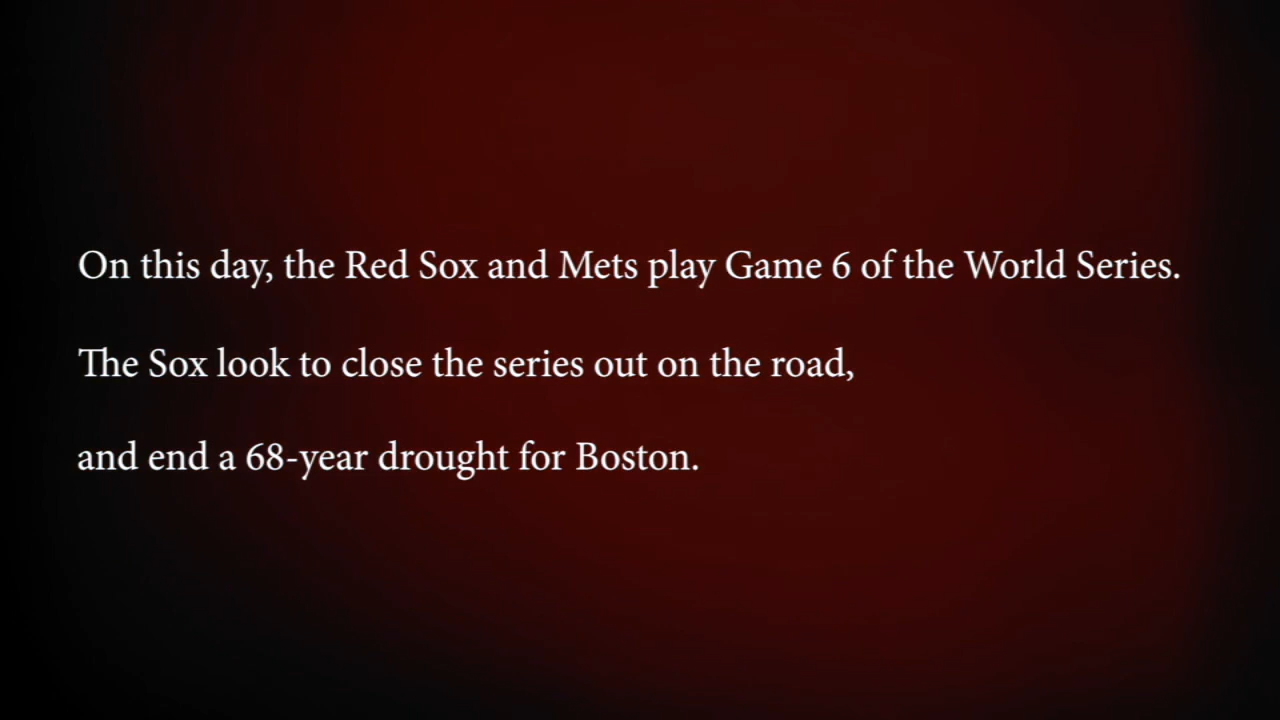 On this day, the Red Sox and Mets play Game 6 of the World Series.
The Sox look to close the series out on the road,
and end a 68-year drought for Boston.